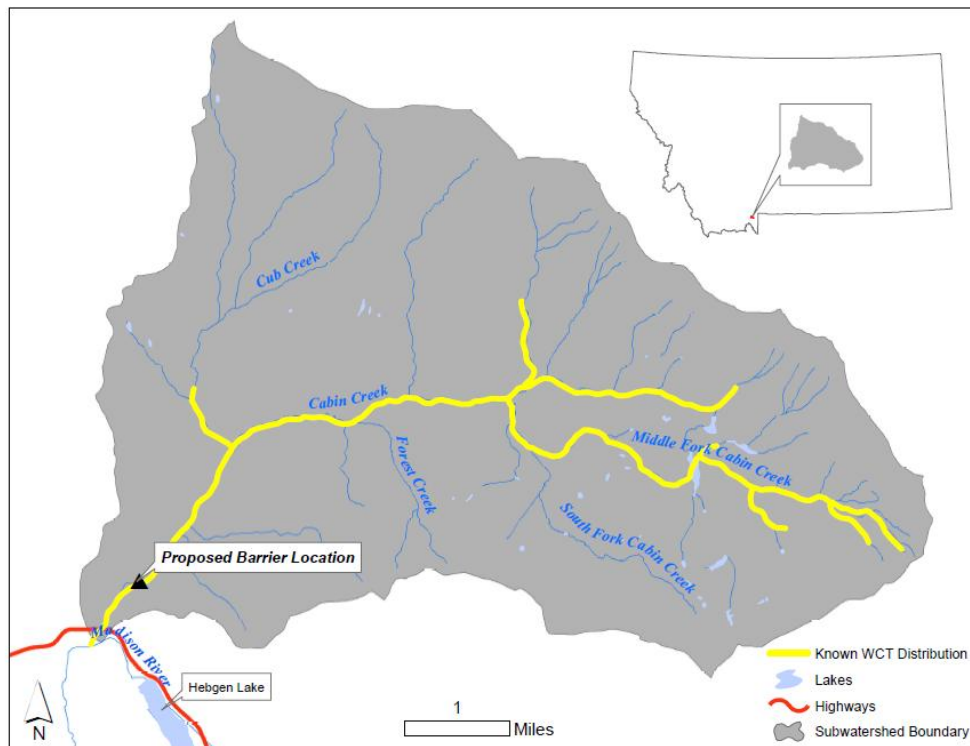 Cub Creek
Cabin Creek
Forest Creek
Middle Fork Cabin Creek
South Fork Cabin Creek
Proposed Barrier Location
Madison River
Hebgen Lake
N
1
Miles
Known WCT Distribution
Lakes
Highways
Subwatershed Boundary